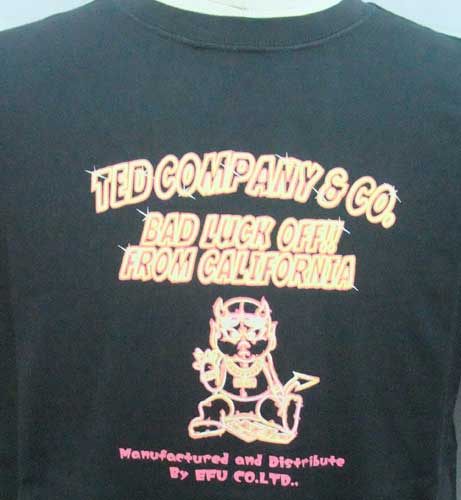 TED COMPANY & CO.
BAD LUCK OFF!!
FROM CALIFORNIA
Manufactured and Distribute
By EFU CO.LTD..